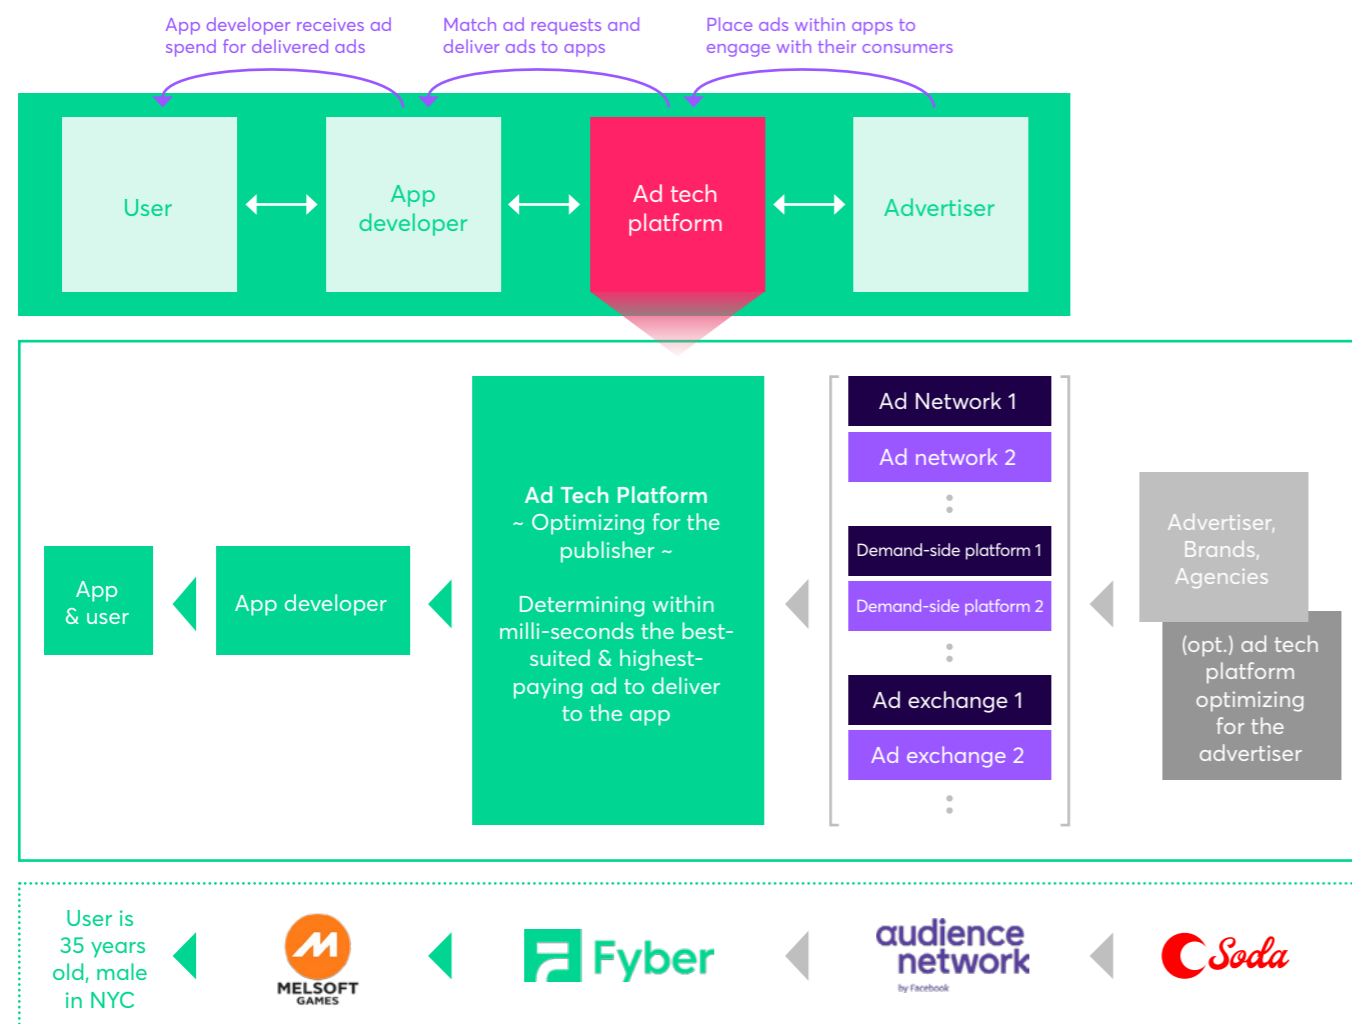 App developer receives ad
spend for delivered ads
Match ad requests and
deliver ads to apps
Place ads within apps to
engage with their consumers
User
App
developer
Ad tech
platform
Advertiser
App
& user
App developer
Ad Tech Platform
~ Optimizing for the
publisher ~
Determining within
milli-seconds the best-
suited & highest-
paying ad to deliver
to the app
Ad Network 1
Ad network 2
Demand-side platform 1
Demand-side platform 2
Ad exchange 1
Ad exchange 2
Advertiser,
Brands,
Agencies
(opt.) ad tech
platform
optimizing
for the
advertiser
User is
35 years
old, male
in NYC
MELSOFT
GAMES
Fyber
audience
network
by Facebook
Soda